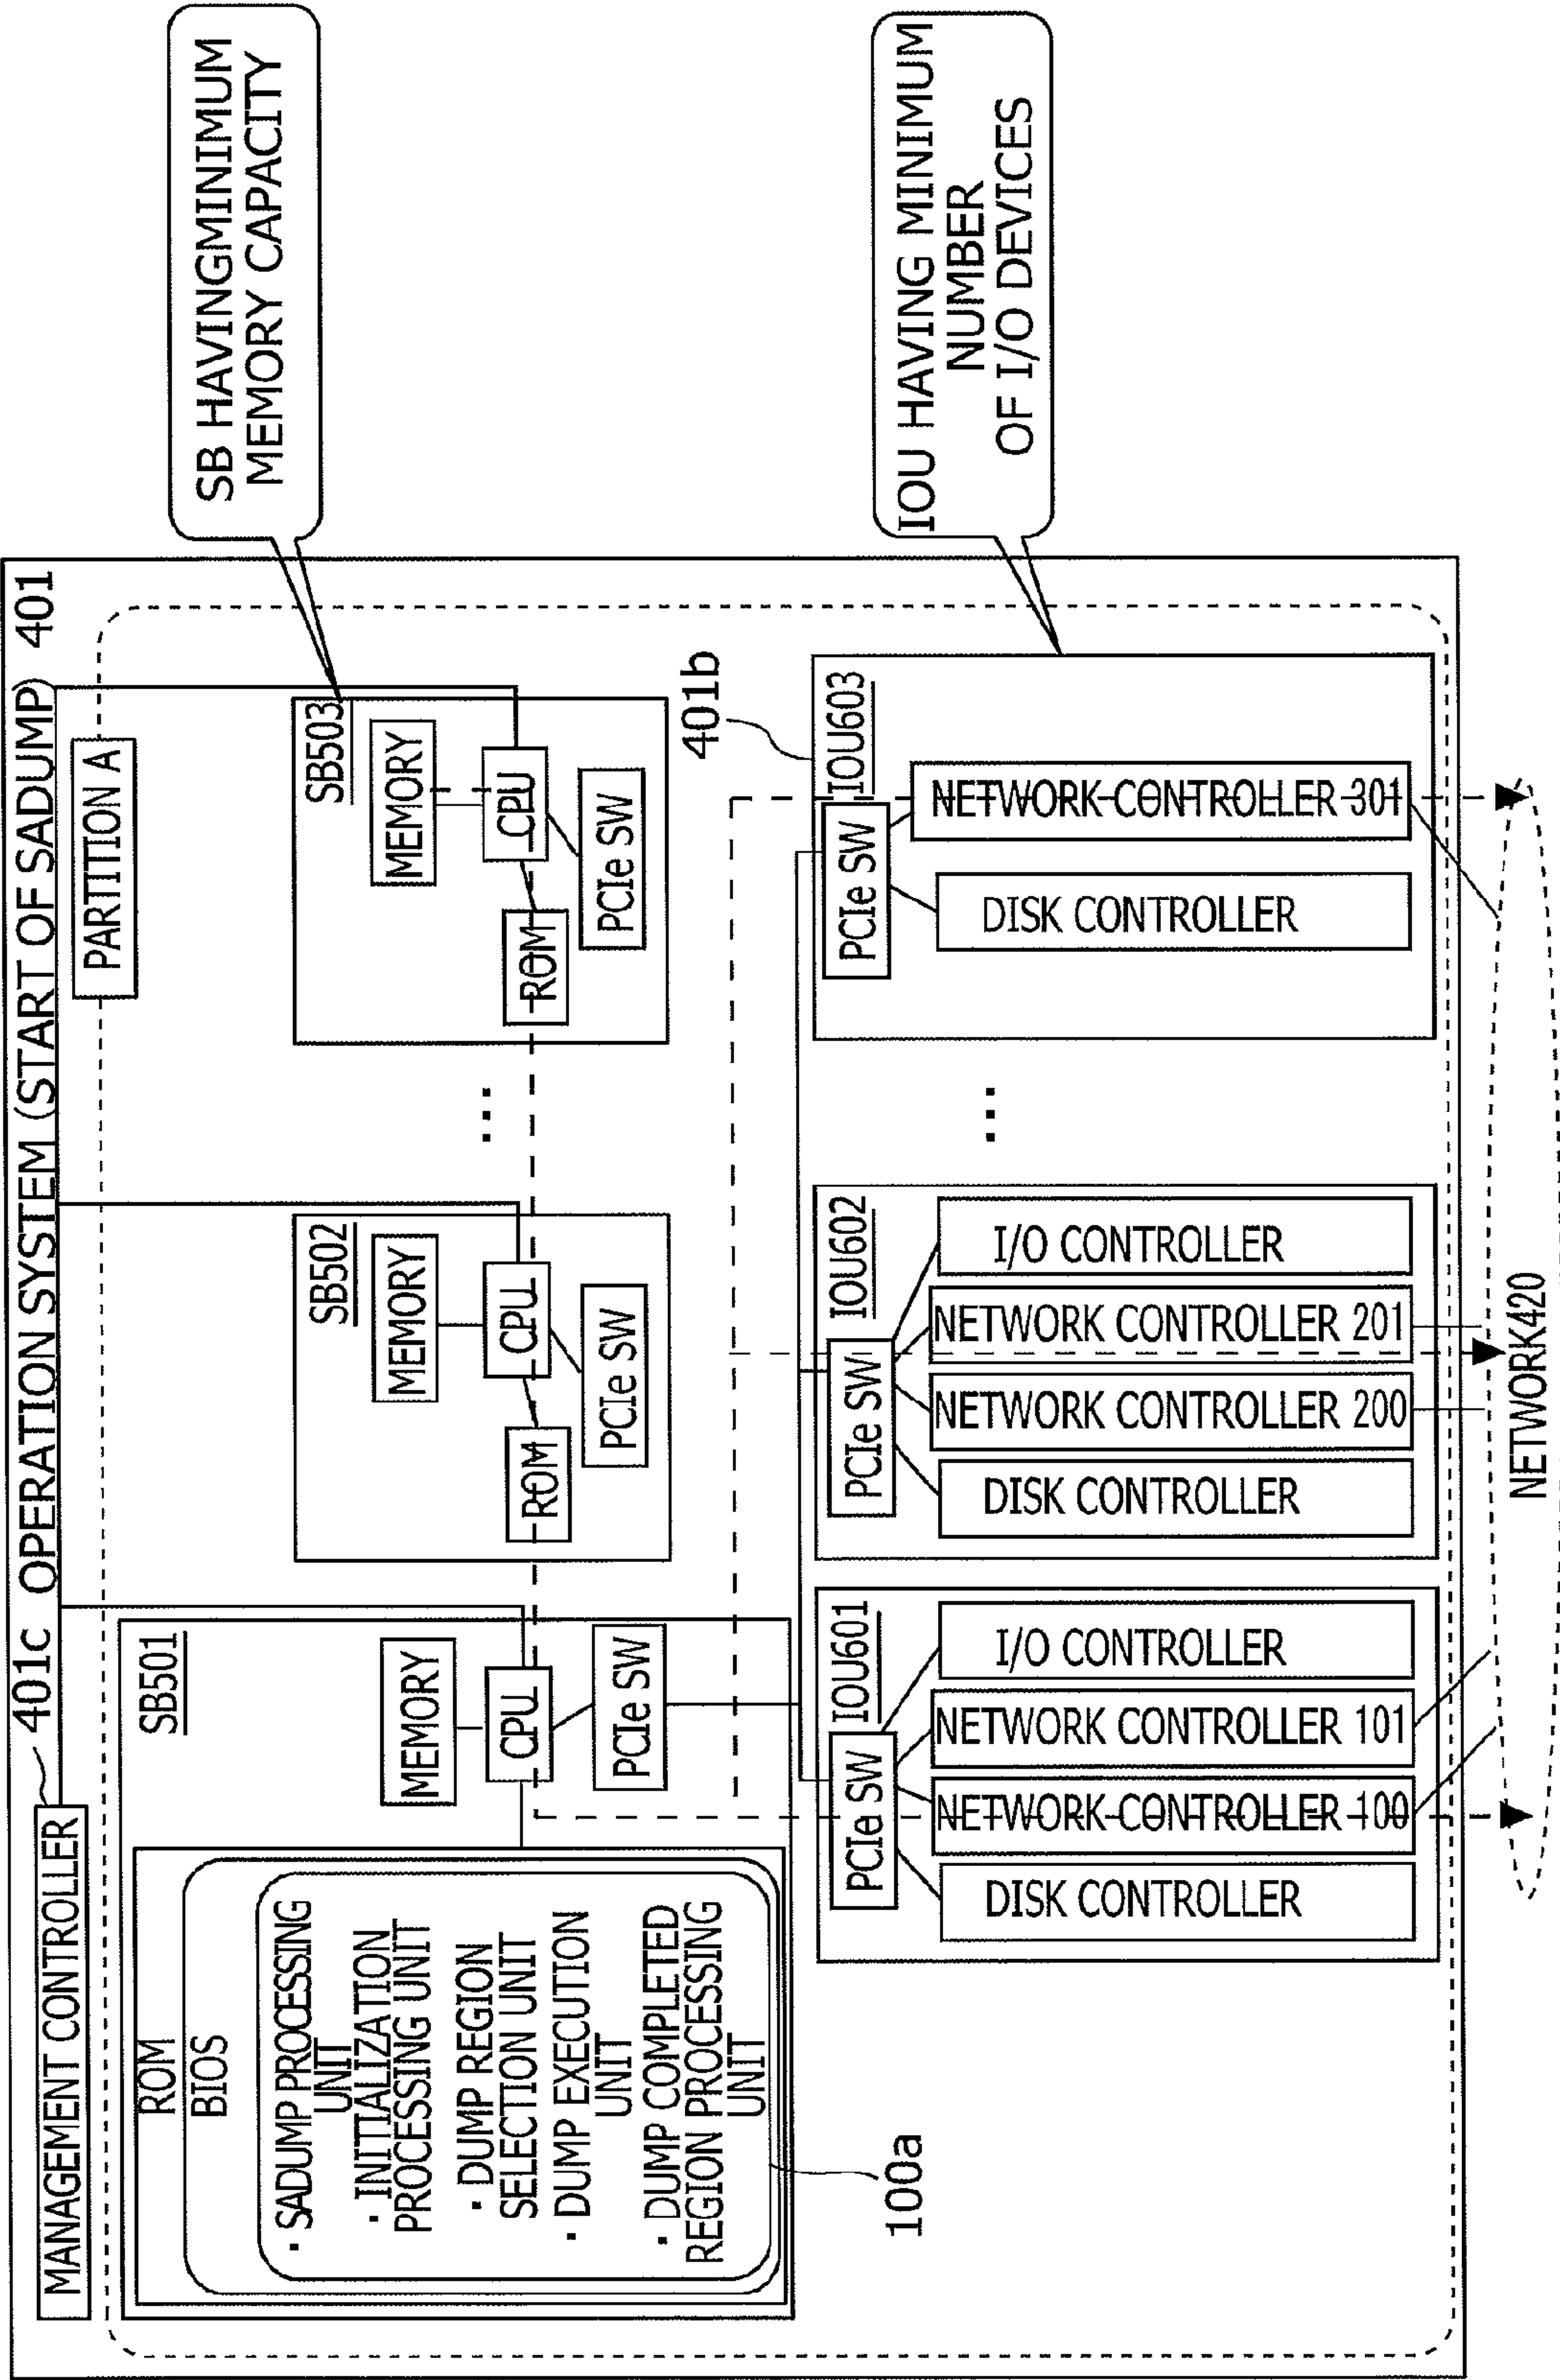 OPERATION SYSTEM (START OF SADUMP) 401
401c
MANAGEMENT CONTROLLER
PARTITION A
SB HAVINGMINIMUM
MEMORY CAPACITY
SB501
ROM
BIOS
· SADUMP PROCESSING
UNIT
· INITIALIZATION
PROCESSING UNIT
· DUMP REGION
SELECTION UNIT
· DUMP EXECUTION
UNIT
· DUMP COMPLETED
REGION PROCESSING
UNIT
100a
MEMORY
CPU
PCIe SW
SB502
MEMORY
CPU
ROM
PCIe SW
...
SB503
MEMORY
CPU
ROM
PCIe SW
401b
IOU HAVING MINIMUM
NUMBER
OF I/O DEVICES
IOU601
PCIe SW
I/O CONTROLLER
NETWORK CONTROLLER 101
NETWORK CONTROLLER 100
DISK CONTROLLER
IOU602
PCIe SW
I/O CONTROLLER
NETWORK CONTROLLER 201
NETWORK CONTROLLER 200
DISK CONTROLLER
...
IOU603
PCIe SW
NETWORK CONTROLLER 301
DISK CONTROLLER
NETWORK420